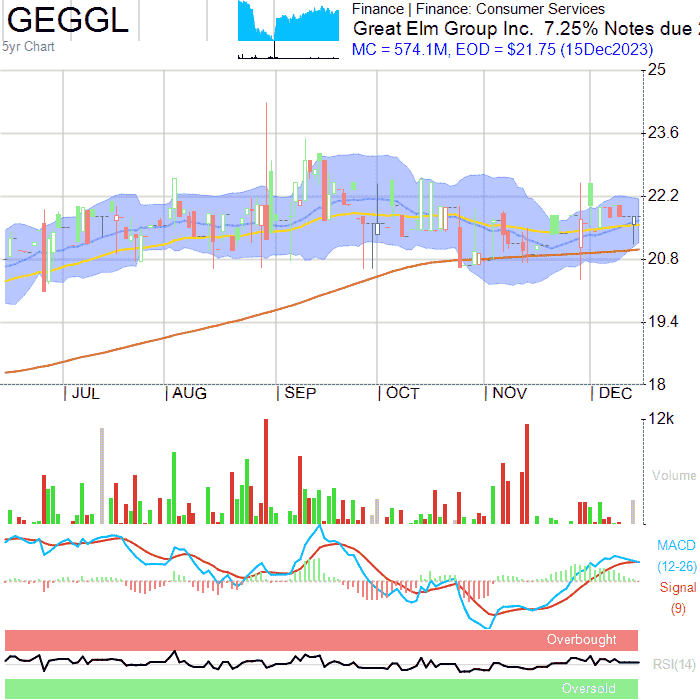 GEGGL
5yr Chart
Finance | Finance: Consumer Services
Great Elm Group Inc. 7.25% Notes due
MC = 574.1M, EOD = $21.75 (15Dec2023)
25
23.6
22.2
20.8
19.4
18
JUL
AUG
SEP
OCT
NOV
DEC
12k
Volume
MACD
(12-26)
Signal
(9)
Overbought
RSI(14)
Oversold